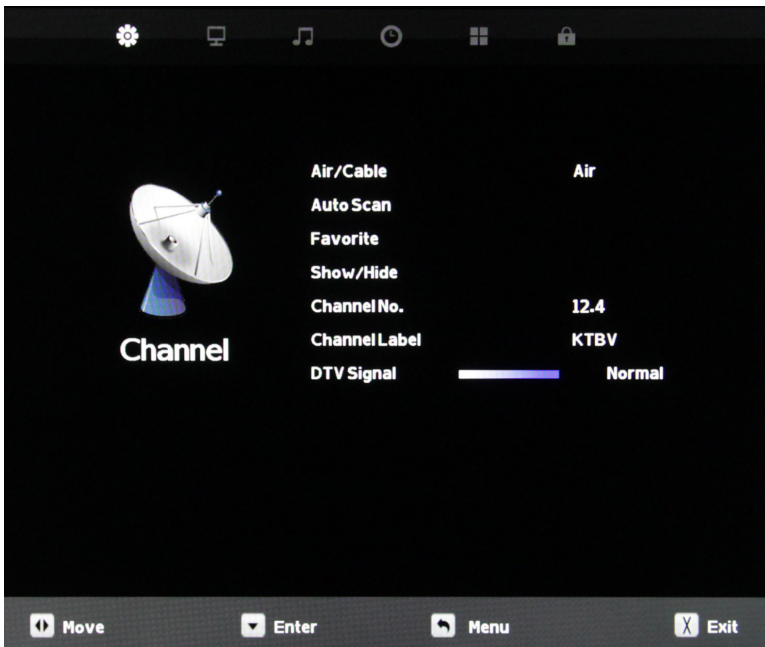 Air/Cable Air
Auto Scan
Favorite
Show/Hide
Channel No. 12.4
Channel Label KTBV
DTV Signal Normal
Channel
Move Enter Menu X Exit